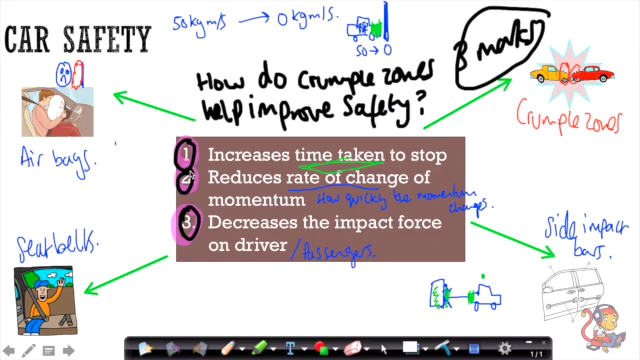 50kgm/s → 0kgm/s.
50 → 0
CAR SAFETY
3 marks
How do Crumple zones
help improve Safety?
Crumple zones
Air bags.
1. Increases time taken to stop
2. Reduces rate of change of
momentum
How quickly the momentum
changes.
3. Decreases the impact force
on driver / Passengers.
Seatbelts.
Side impact
bars.
1/1